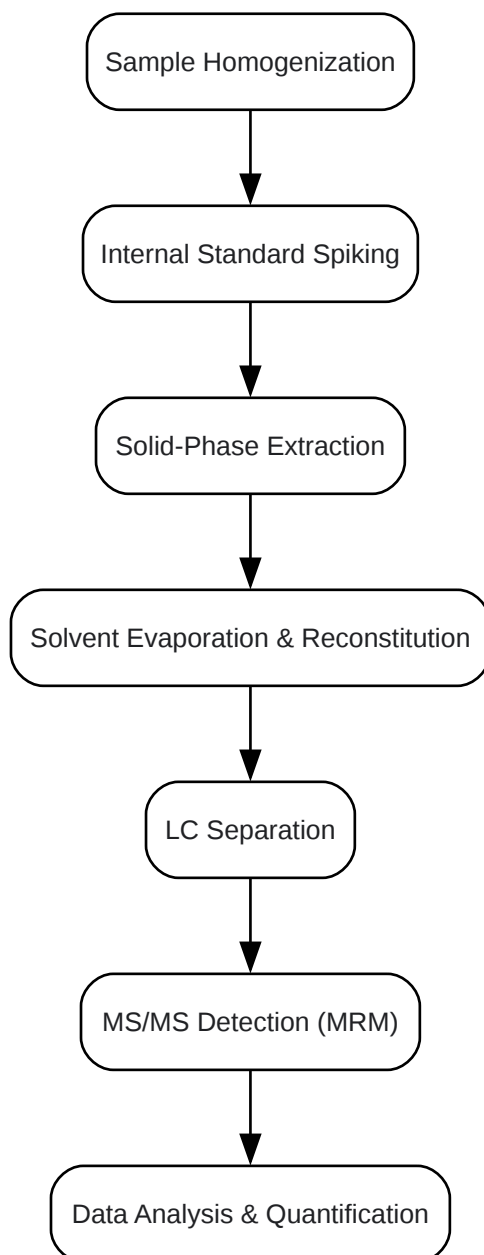 Sample Homogenization
Internal Standard Spiking
Solid-Phase Extraction
Solvent Evaporation & Reconstitution
LC Separation
MS/MS Detection (MRM)
Data Analysis & Quantification